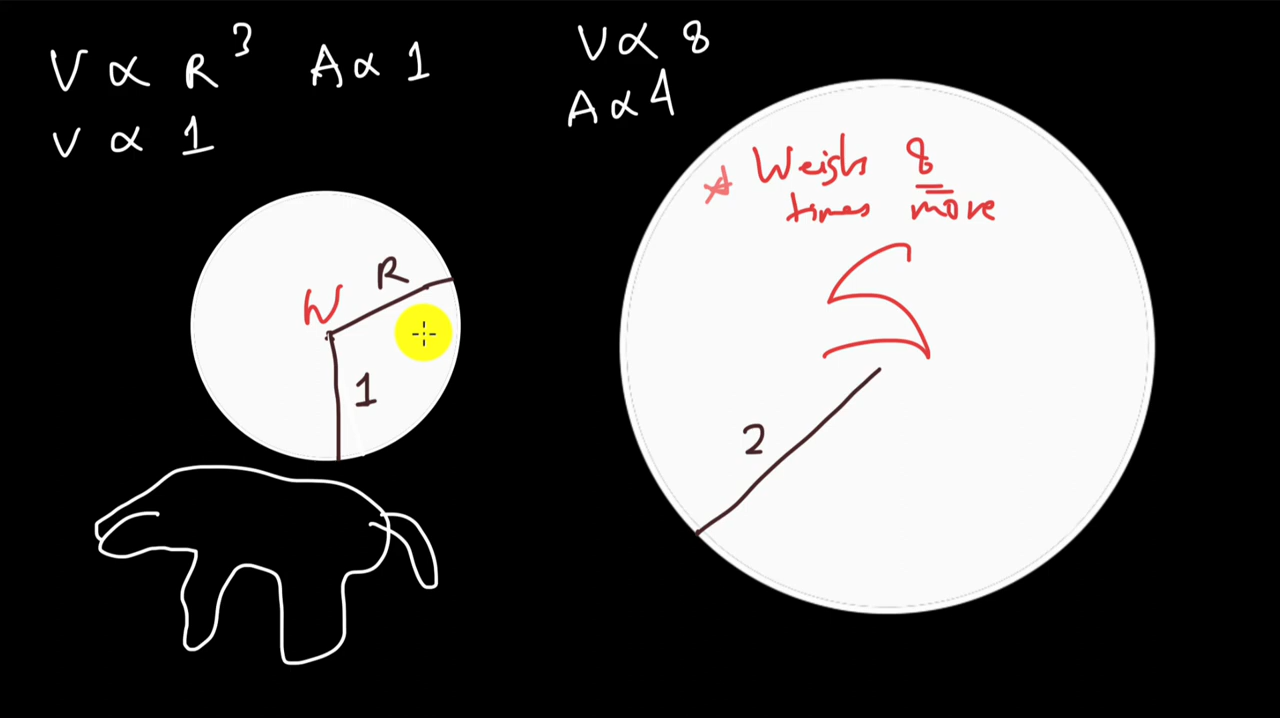 V ∝ R³ A ∝ 1
V ∝ 1
V ∝ 8
A ∝ 4
Weighs 8
times more
W
R
1
2